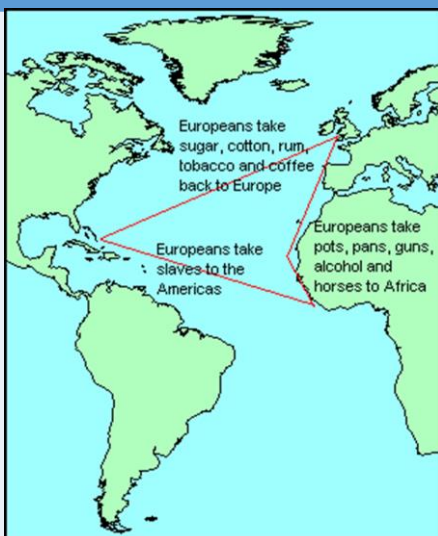 Europeans take
sugar, cotton, rum,
tobacco and coffee
back to Europe
Europeans take
pots, pans, guns,
alcohol and
horses to Africa
Europeans take
slaves to the
Americas